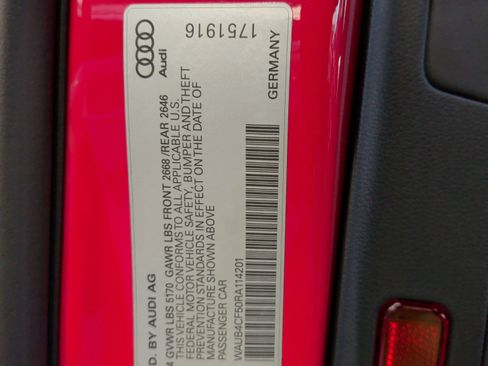 Audi
1751916
D. BY AUDI AG
4 GVWR LBS 5170 GAWR LBS FRONT 2668 /REAR 2646
THIS VEHICLE CONFORMS TO ALL APPLICABLE U.S.
FEDERAL MOTOR VEHICLE SAFETY, BUMPER AND THEFT
PREVENTION STANDARDS IN EFFECT ON THE DATE OF
MANUFACTURE SHOWN ABOVE
PASSENGER CAR
WAUB4CF50RA114201
GERMANY